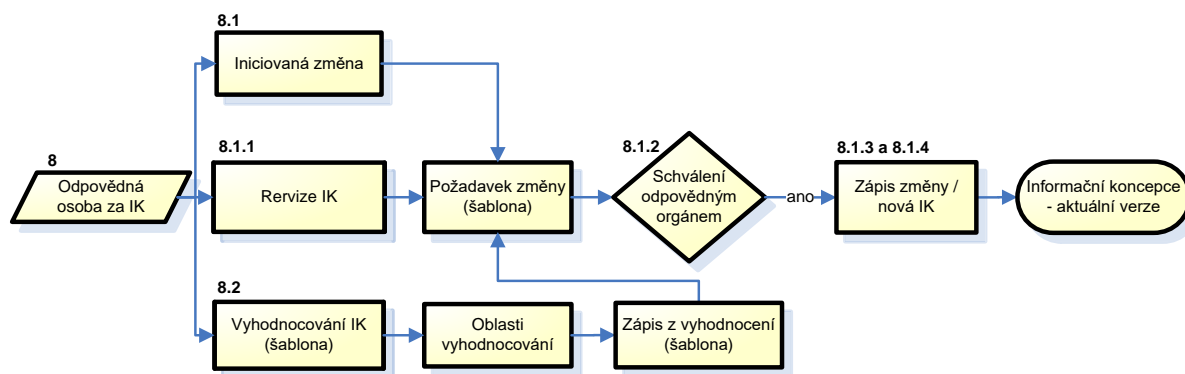 8.1
Iniciovaná změna
8
Odpovědná
osoba za IK
8.1.1
Rervize IK
Požadavek změny
(šablona)
8.1.2
Schválení
odpovědným
orgánem
ano
8.1.3 a 8.1.4
Zápis změny /
nová IK
Informační koncepce
- aktuální verze
8.2
Vyhodnocování IK
(šablona)
Oblasti
vyhodnocování
Zápis z vyhodnocení
(šablona)